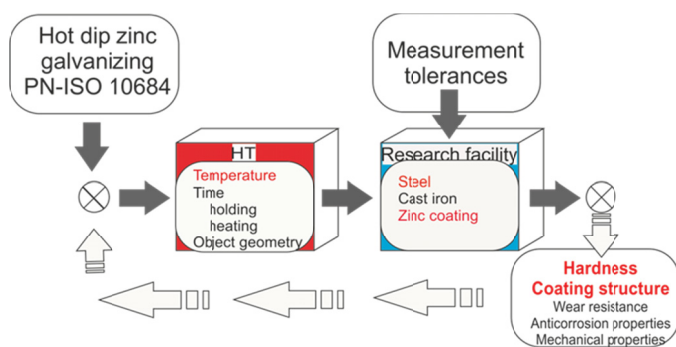 Hot dip zinc
galvanizing
PN-ISO 10684
Measurement
tolerances
HT
Temperature
Time
holding
heating
Object geometry
Research facility
Steel
Cast iron
Zinc coating
Hardness
Coating structure
Wear resistance
Anticorrosion properties
Mechanical properties